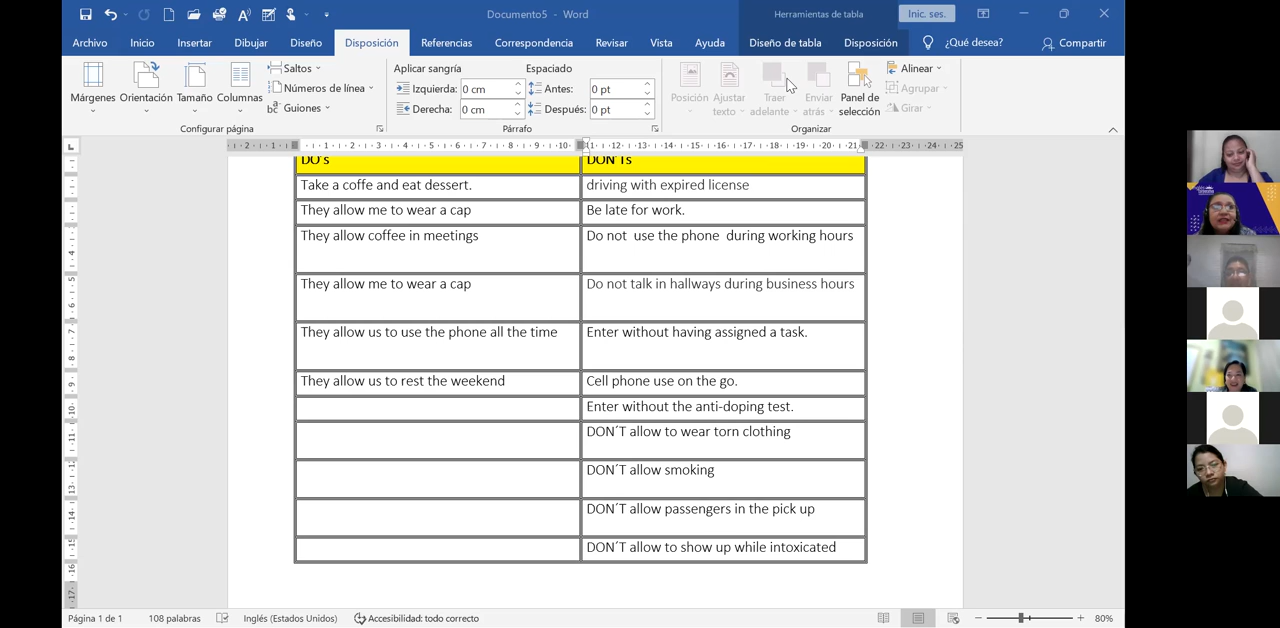 Documento5 - Word
Herramientas de tabla
Inic. ses.
Archivo Inicio Insertar Dibujar Diseño Disposición Referencias Correspondencia Revisar Vista Ayuda Diseño de tabla Disposición ¿Qué desea? Compartir
Márgenes Orientación Tamaño Columnas
Saltos
Números de línea
Guiones
Configurar página
Aplicar sangría Espaciado
Izquierda: 0 cm Antes: 0 pt
Derecha: 0 cm Después: 0 pt
Párrafo
Posición Ajustar texto Traer adelante Enviar atrás Panel de selección
Alinear
Agrupar
Girar
Organizar
DO's DON´Ts
Take a coffe and eat dessert. driving with expired license
They allow me to wear a cap Be late for work.
They allow coffee in meetings Do not use the phone during working hours
They allow me to wear a cap Do not talk in hallways during business hours
They allow us to use the phone all the time Enter without having assigned a task.
They allow us to rest the weekend Cell phone use on the go.
Enter without the anti-doping test.
DON´T allow to wear torn clothing
DON´T allow smoking
DON´T allow passengers in the pick up
DON´T allow to show up while intoxicated
Página 1 de 1 108 palabras Inglés (Estados Unidos) Accesibilidad: todo correcto 80%